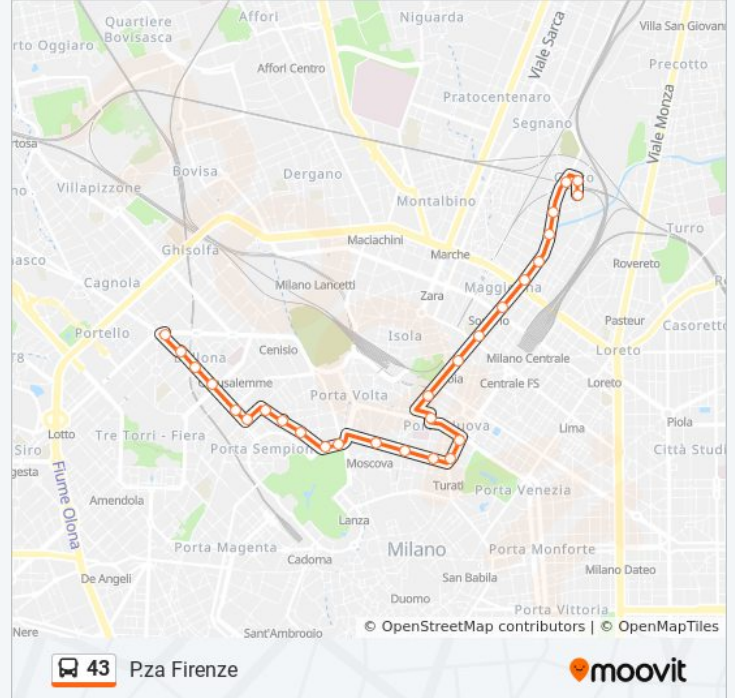 Quartiere
Bovisasca
Affori
Niguarda
Viale Sarca
Villa San Giovan
rto Oggiaro
Affori Centro
Precotto
Pratocentenaro
Viale Monza
Segnano
rtosa
Bovisa
Dergano
Villapizzone
Montalbino
Turro
Maciachini
Ghisolfa
Marche
Rovereto
asco
Cagnola
Milano Lancetti
Zara
Pasteur
Casorett
Portello
Isola
Cenisio
Milano Centrale
Loreto
Centrale FS
Loreto
Porta Volta
Lotto
Tre Torri - Fiera
Lima
Piola
Siro
Città Studi
Moscova
gesta
Turati
Porta Venezia
Fiume Olona
Amendola
Lanza
Porta Magenta
Milano
Porta Monforte
Cadorna
De Angeli
San Babila
Milano Dateo
Duomo
Porta Vittoria
Nere
Sant'Ambrogio
© OpenStreetMap contributors | © OpenMapTiles
43 P.za Firenze
moovit